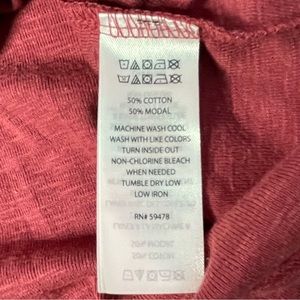 50% COTTON
50% MODAL
MACHINE WASH COOL
WASH WITH LIKE COLORS
TURN INSIDE OUT
NON-CHLORINE BLEACH
WHEN NEEDED
TUMBLE DRY LOW
LOW IRON
RN# 59478